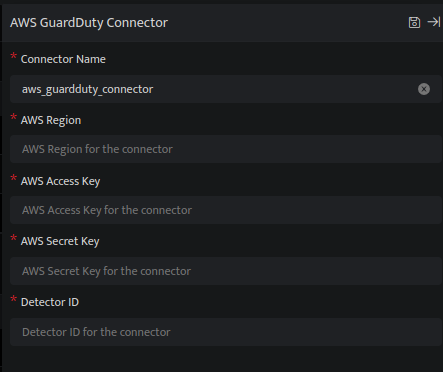 AWS GuardDuty Connector
* Connector Name
aws_guardduty_connector
* AWS Region
AWS Region for the connector
* AWS Access Key
AWS Access Key for the connector
* AWS Secret Key
AWS Secret Key for the connector
* Detector ID
Detector ID for the connector